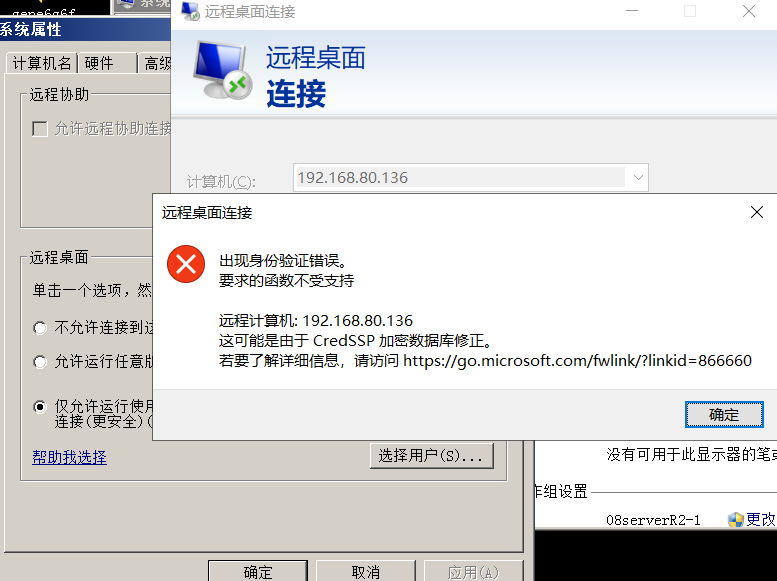 系统
远程桌面连接
系统属性
计算机名 硬件 高级
远程桌面
连接
远程协助
允许远程协助连接
计算机(C):
192.168.80.136
远程桌面连接
出现身份验证错误。
要求的函数不受支持
远程计算机: 192.168.80.136
这可能是由于 CredSSP 加密数据库修正。
若要了解详细信息，请访问 https://go.microsoft.com/fwlink/?linkid=866660
确定
远程桌面
单击一个选项，然
不允许连接到这
允许运行任意版
仅允许运行使用
连接(更安全)(
帮助我选择
选择用户(S)...
没有可用于此显示器的笔或
作组设置
08serverR2-1
更改
确定
取消
应用(A)